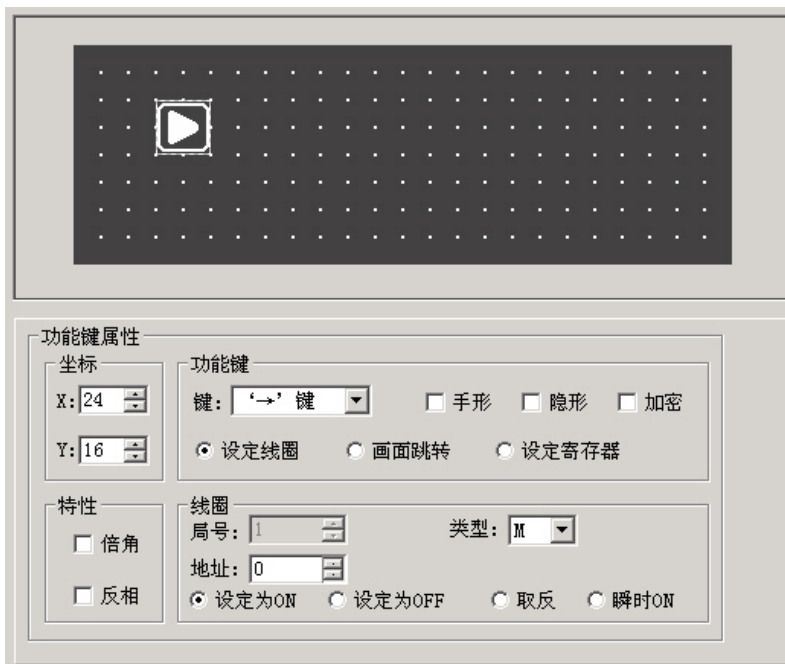 功能键属性
坐标
X: 24
Y: 16
功能键
键: ‘→’键
手形 隐形 加密
设定线圈 画面跳转 设定寄存器
特性
倍角
反相
线圈
局号: 1 类型: M
地址: 0
设定为ON 设定为OFF 取反 瞬时ON